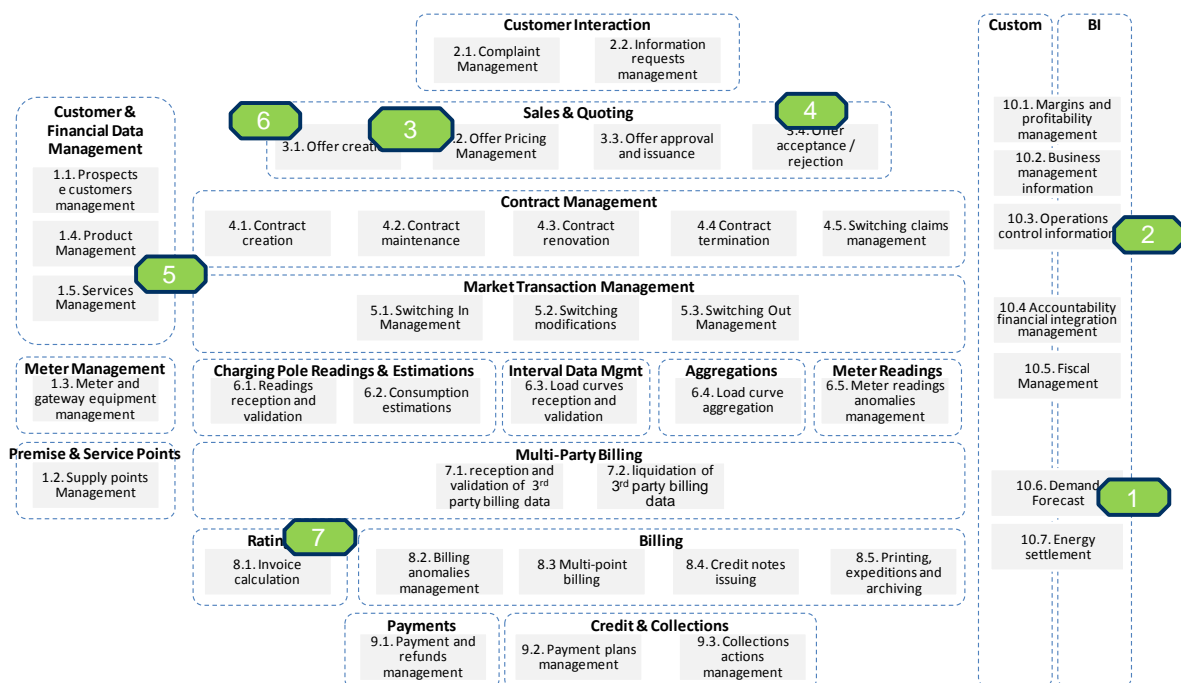 Customer Interaction
2.1. Complaint
Management
2.2. Information
requests
management
Custom
BI
Customer &
Financial Data
Management
1.1. Prospects
e customers
management
1.4. Product
Management
1.5. Services
Management
5
6
3
4
Sales & Quoting
3.1. Offer creati
.2. Offer Pricing
Management
3.3. Offer approval
and issuance
3.4. Offer
acceptance /
rejection
Contract Management
4.1. Contract
creation
4.2. Contract
maintenance
4.3. Contract
renovation
4.4 Contract
termination
4.5. Switching claims
management
Market Transaction Management
5.1. Switching In
Management
5.2. Switching
modifications
5.3. Switching Out
Management
Meter Management
1.3. Meter and
gateway equipment
management
Charging Pole Readings & Estimations
6.1. Readings
reception and
validation
6.2. Consumption
estimations
Interval Data Mgmt
6.3. Load curves
reception and
validation
Aggregations
6.4. Load curve
aggregation
Meter Readings
6.5. Meter readings
anomalies
management
Premise & Service Points
1.2. Supply points
Management
Multi-Party Billing
7.1. reception and
validation of 3rd
party billing data
7.2. liquidation of
3rd party billing
data
Ratin
7
8.1. Invoice
calculation
Billing
8.2. Billing
anomalies
management
8.3 Multi-point
billing
8.4. Credit notes
issuing
8.5. Printing,
expeditions and
archiving
Payments
9.1. Payment and
refunds
management
Credit & Collections
9.2. Payment plans
management
9.3. Collections
actions
management
10.1. Margins and
profitability
management
10.2. Business
management
information
10.3. Operations
control information
2
10.4 Accountability
financial integration
management
10.5. Fiscal
Management
10.6. Demand
Forecast
1
10.7. Energy
settlement